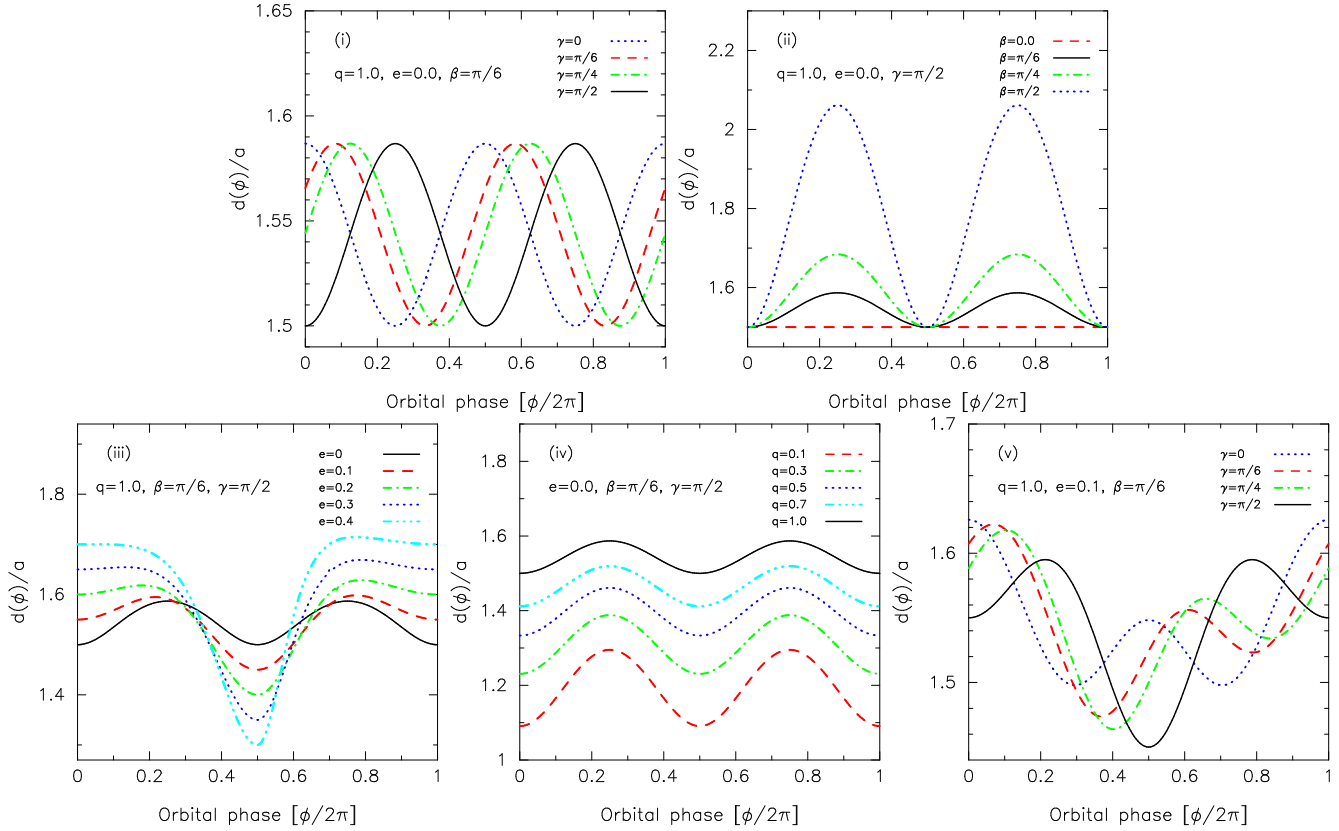 (i)
q=1.0, e=0.0, β=π/6
γ=0
γ=π/6
γ=π/4
γ=π/2
d(ϕ)/a
1.65
1.6
1.55
1.5
0 0.2 0.4 0.6 0.8 1
Orbital phase [ϕ/2π]
(ii)
q=1.0, e=0.0, γ=π/2
β=0.0
β=π/6
β=π/4
β=π/2
d(ϕ)/a
2.2
2
1.8
1.6
0 0.2 0.4 0.6 0.8 1
Orbital phase [ϕ/2π]
(iii)
q=1.0, β=π/6, γ=π/2
e=0
e=0.1
e=0.2
e=0.3
e=0.4
d(ϕ)/a
1.8
1.6
1.4
0 0.2 0.4 0.6 0.8 1
Orbital phase [ϕ/2π]
(iv)
e=0.0, β=π/6, γ=π/2
q=0.1
q=0.3
q=0.5
q=0.7
q=1.0
d(ϕ)/a
1.8
1.6
1.4
1.2
1
0 0.2 0.4 0.6 0.8 1
Orbital phase [ϕ/2π]
(v)
q=1.0, e=0.1, β=π/6
γ=0
γ=π/6
γ=π/4
γ=π/2
d(ϕ)/a
1.7
1.6
1.5
0 0.2 0.4 0.6 0.8 1
Orbital phase [ϕ/2π]